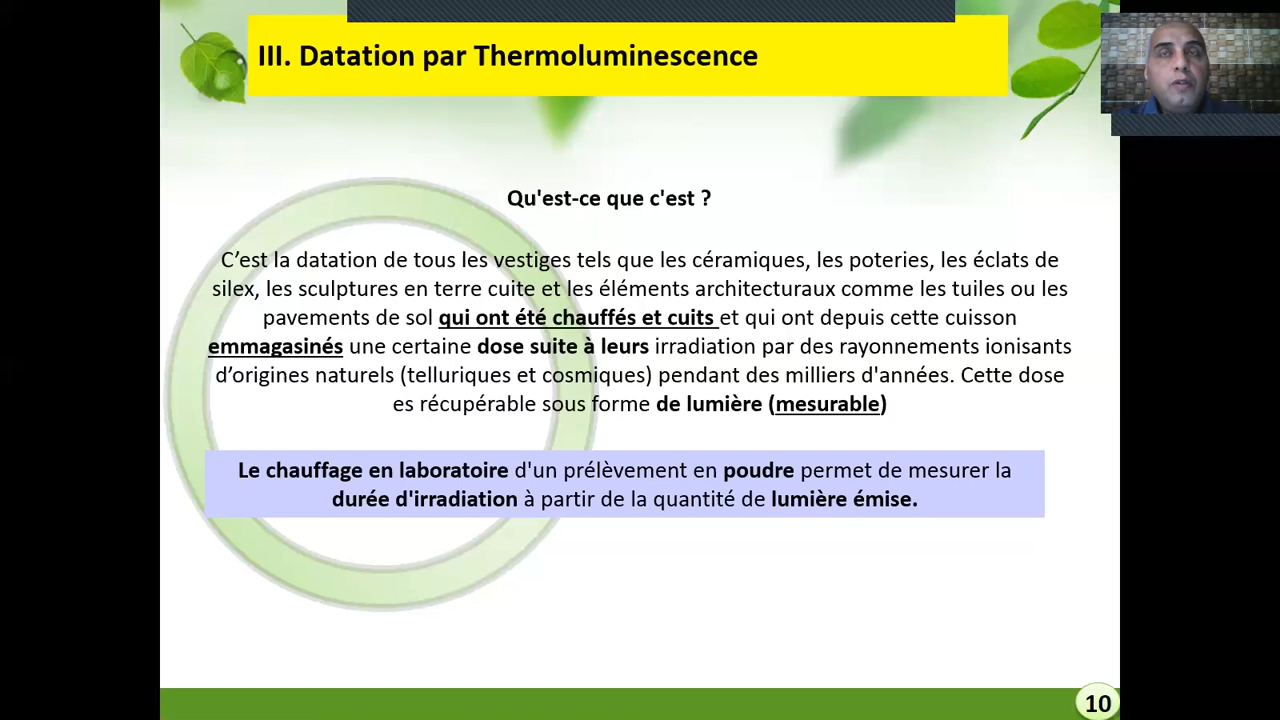 III. Datation par Thermoluminescence
Qu'est-ce que c'est ?
C’est la datation de tous les vestiges tels que les céramiques, les poteries, les éclats de
silex, les sculptures en terre cuite et les éléments architecturaux comme les tuiles ou les
pavements de sol qui ont été chauffés et cuits et qui ont depuis cette cuisson
emmagasinés une certaine dose suite à leurs irradiation par des rayonnements ionisants
d’origines naturels (telluriques et cosmiques) pendant des milliers d'années. Cette dose
es récupérable sous forme de lumière (mesurable)
Le chauffage en laboratoire d'un prélèvement en poudre permet de mesurer la
durée d'irradiation à partir de la quantité de lumière émise.
10